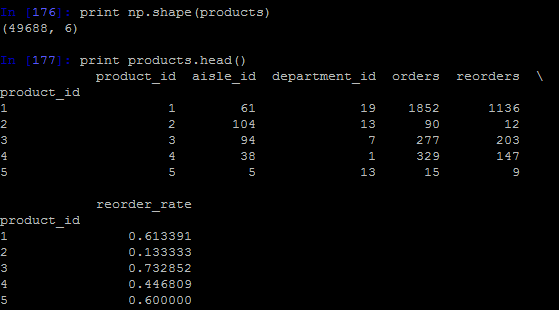 In [176]: print np.shape(products)
(49688, 6)
In [177]: print products.head()
product_id aisle_id department_id orders reorders \
product_id
1 1 61 19 1852 1136
2 2 104 13 90 12
3 3 94 7 277 203
4 4 38 1 329 147
5 5 5 13 15 9
reorder_rate
product_id
1 0.613391
2 0.133333
3 0.732852
4 0.446809
5 0.600000